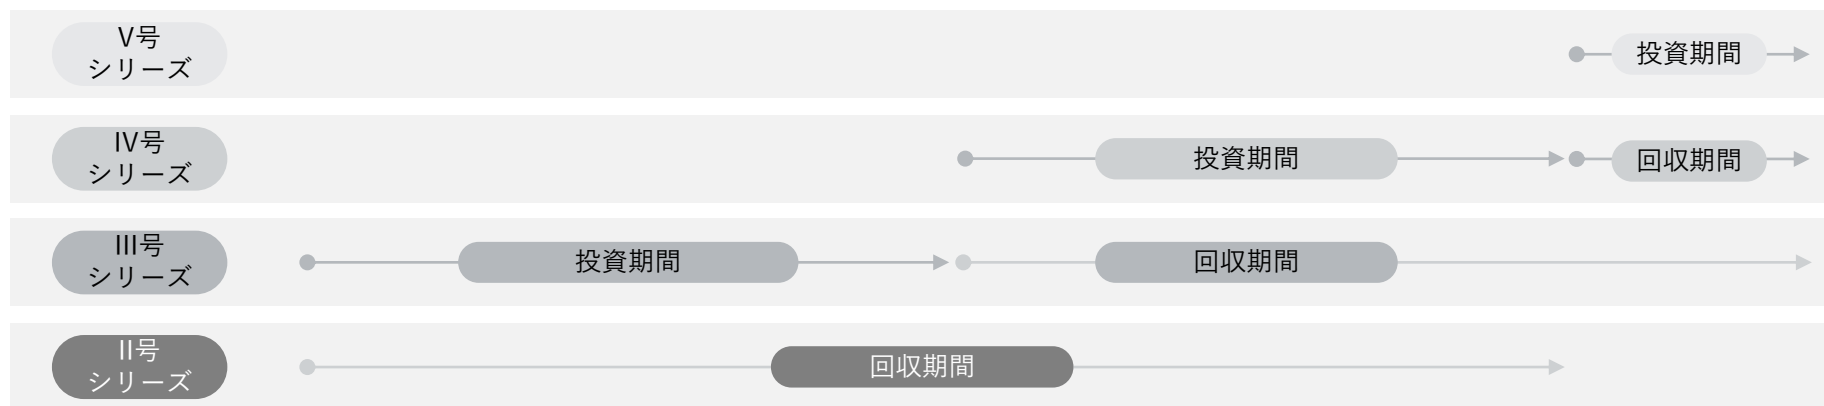 V号
シリーズ
投資期間
IV号
シリーズ
投資期間
回収期間
III号
シリーズ
投資期間
回収期間
II号
シリーズ
回収期間